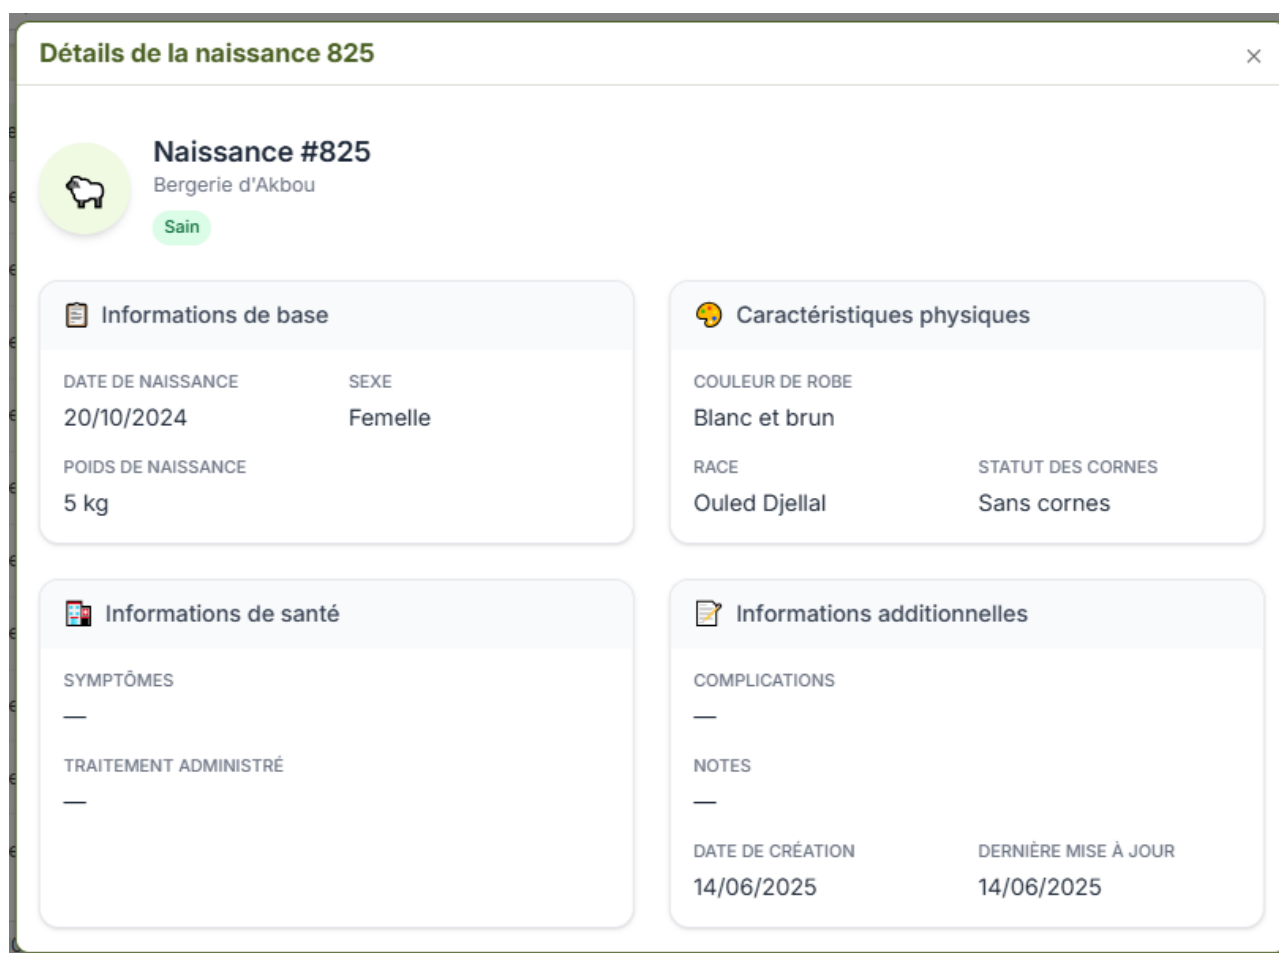 Détails de la naissance 825
×
Naissance #825
Bergerie d'Akbou
Sain
Informations de base
DATE DE NAISSANCE SEXE
20/10/2024 Femelle
POIDS DE NAISSANCE
5 kg
Caractéristiques physiques
COULEUR DE ROBE
Blanc et brun
RACE STATUT DES CORNES
Ouled Djellal Sans cornes
Informations de santé
SYMPTÔMES
—
TRAITEMENT ADMINISTRÉ
—
Informations additionnelles
COMPLICATIONS
—
NOTES
—
DATE DE CRÉATION DERNIÈRE MISE À JOUR
14/06/2025 14/06/2025